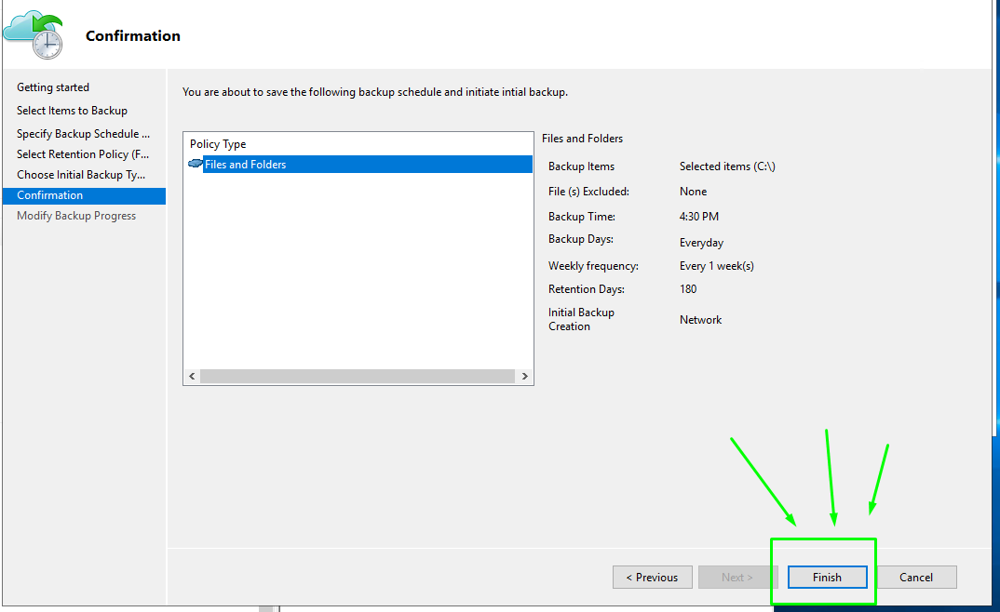 Confirmation
Getting started
Select Items to Backup
Specify Backup Schedule ...
Select Retention Policy (F...
Choose Initial Backup Ty...
Confirmation
Modify Backup Progress
You are about to save the following backup schedule and initiate intial backup.
Policy Type
Files and Folders
Files and Folders
Backup Items Selected items (C:\)
File (s) Excluded: None
Backup Time: 4:30 PM
Backup Days: Everyday
Weekly frequency: Every 1 week(s)
Retention Days: 180
Initial Backup
Creation Network
< Previous Next > Finish Cancel